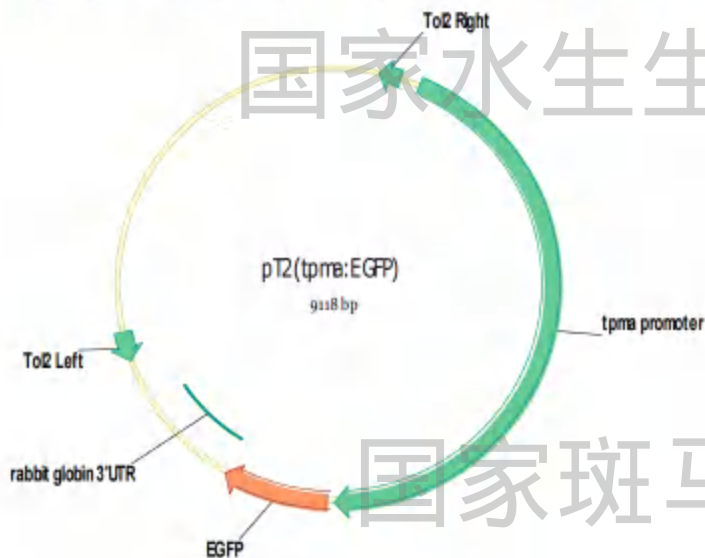 Tol2 Right
国家水生生
pT2(tpma:EGFP)
9118 bp
tpma promoter
Tol2 Left
rabbit globin 3'UTR
国家斑马
EGFP